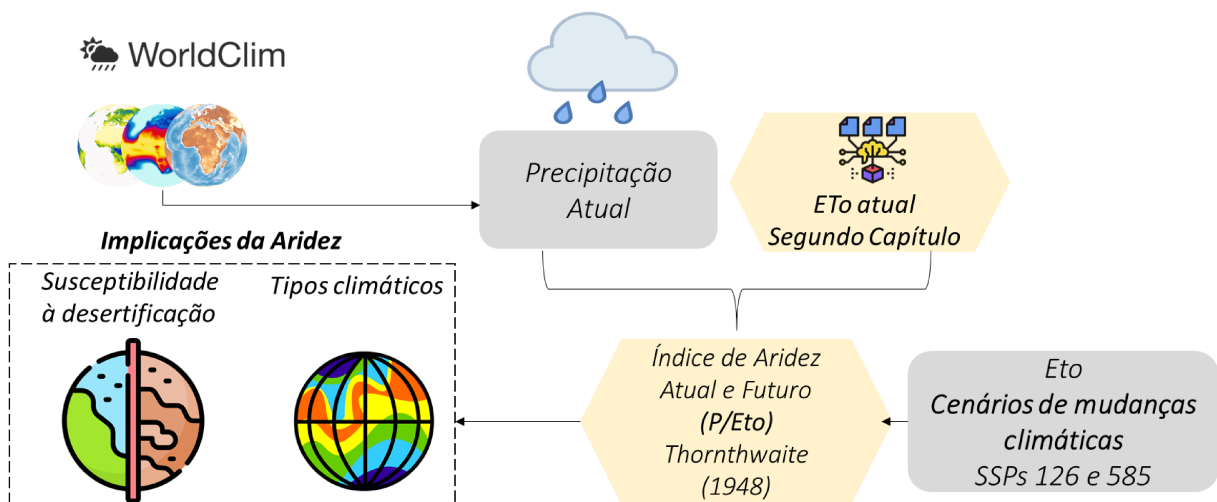 WorldClim
Precipitação
Atual
ETo atual
Segundo Capítulo
Implicações da Aridez
Susceptibilidade
à desertificação
Tipos climáticos
Índice de Aridez
Atual e Futuro
(P/Eto)
Thornthwaite
(1948)
Eto
Cenários de mudanças
climáticas
SSPs 126 e 585